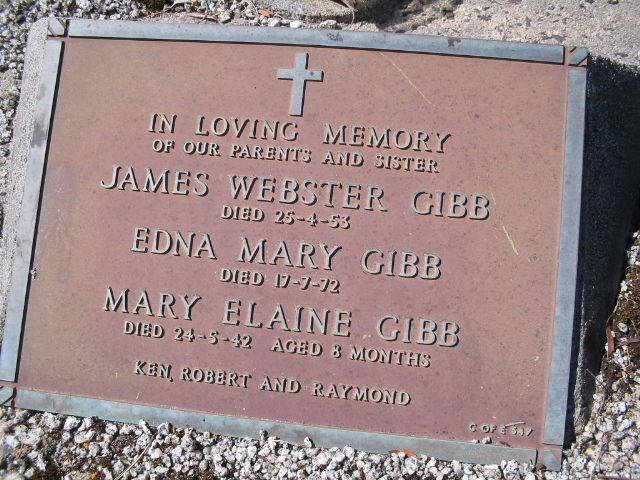 IN LOVING MEMORY
OF OUR PARENTS AND SISTER
JAMES WEBSTER GIBB
DIED 25-4-53
EDNA MARY GIBB
DIED 17-7-72
MARY ELAINE GIBB
DIED 24-5-42 AGED 8 MONTHS
KEN, ROBERT AND RAYMOND
C OF E